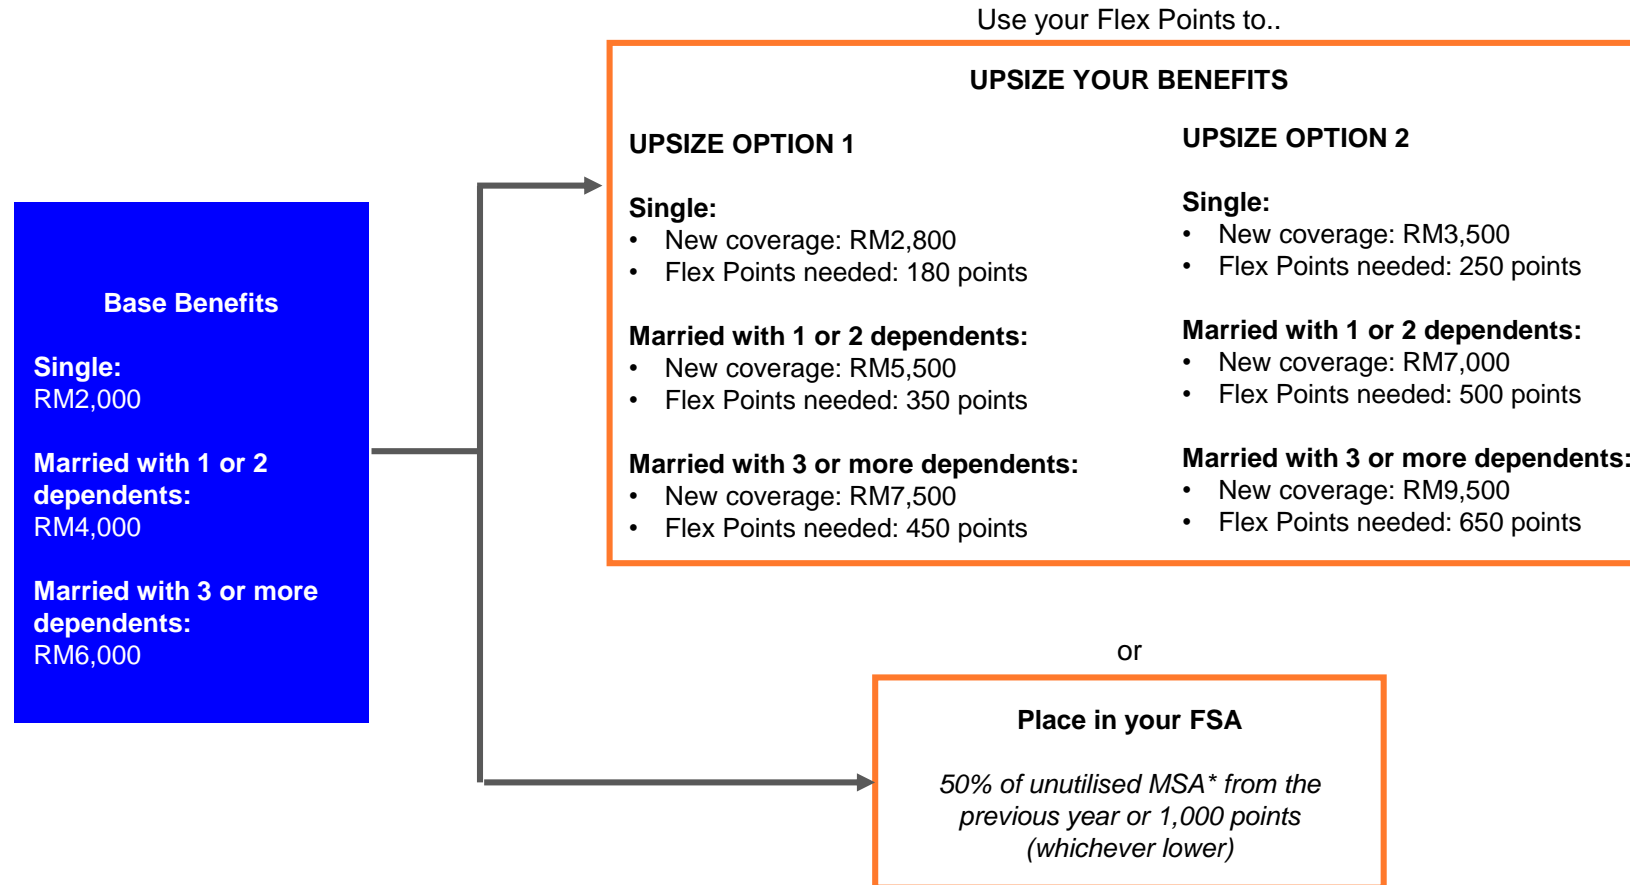 Use your Flex Points to..
UPSIZE YOUR BENEFITS
UPSIZE OPTION 1
Single:
• New coverage: RM2,800
• Flex Points needed: 180 points
Married with 1 or 2 dependents:
• New coverage: RM5,500
• Flex Points needed: 350 points
Married with 3 or more dependents:
• New coverage: RM7,500
• Flex Points needed: 450 points
UPSIZE OPTION 2
Single:
• New coverage: RM3,500
• Flex Points needed: 250 points
Married with 1 or 2 dependents:
• New coverage: RM7,000
• Flex Points needed: 500 points
Married with 3 or more dependents:
• New coverage: RM9,500
• Flex Points needed: 650 points
Base Benefits
Single:
RM2,000
Married with 1 or 2
dependents:
RM4,000
Married with 3 or more
dependents:
RM6,000
or
Place in your FSA
50% of unutilised MSA* from the
previous year or 1,000 points
(whichever lower)